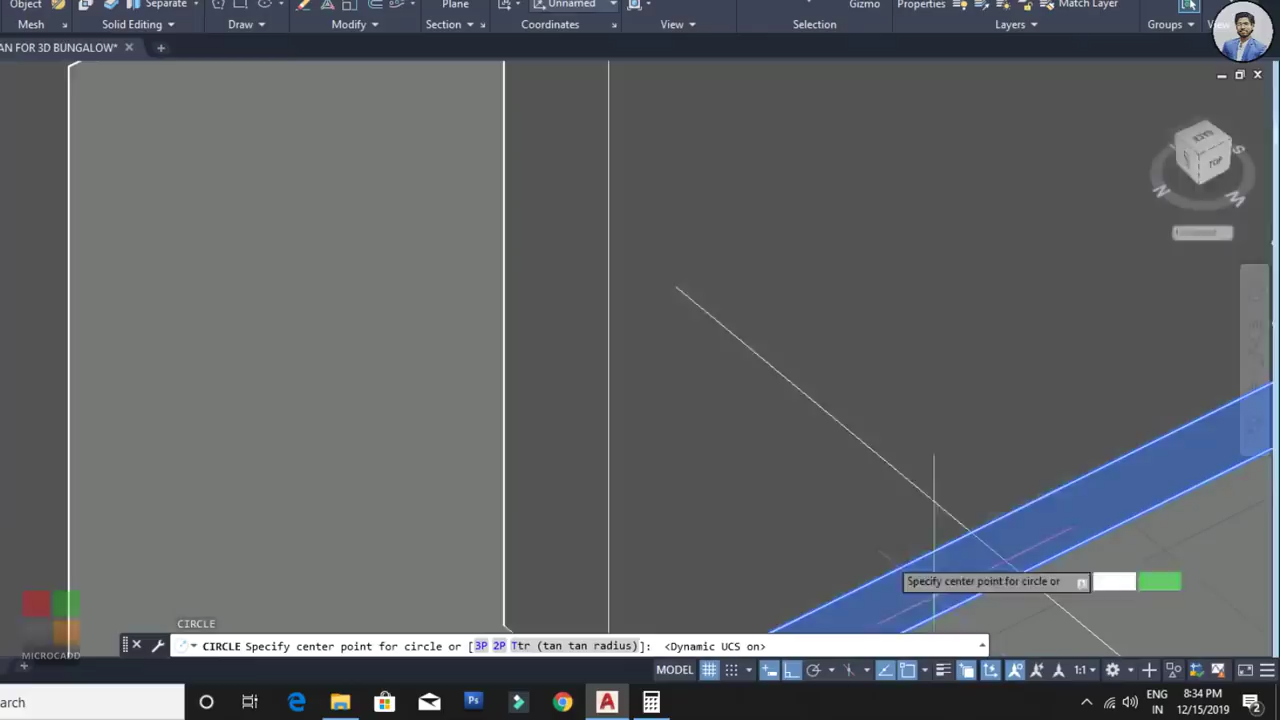 Object
Separate
Plane
Unnamed
Properties
Match Layer
Mesh
Solid Editing
Draw
Modify
Section
Coordinates
View
Selection
Layers
Groups
AN FOR 3D BUNGALOW*
Gizmo
BACK
TOP
S
N
W
Specify center point for circle or
CIRCLE
CIRCLE Specify center point for circle or [3P 2P Ttr (tan tan radius)]: <Dynamic UCS on>
MICROCADD
MODEL
1:1
earch
Ps
A
ENG
IN
8:34 PM
12/15/2019
2